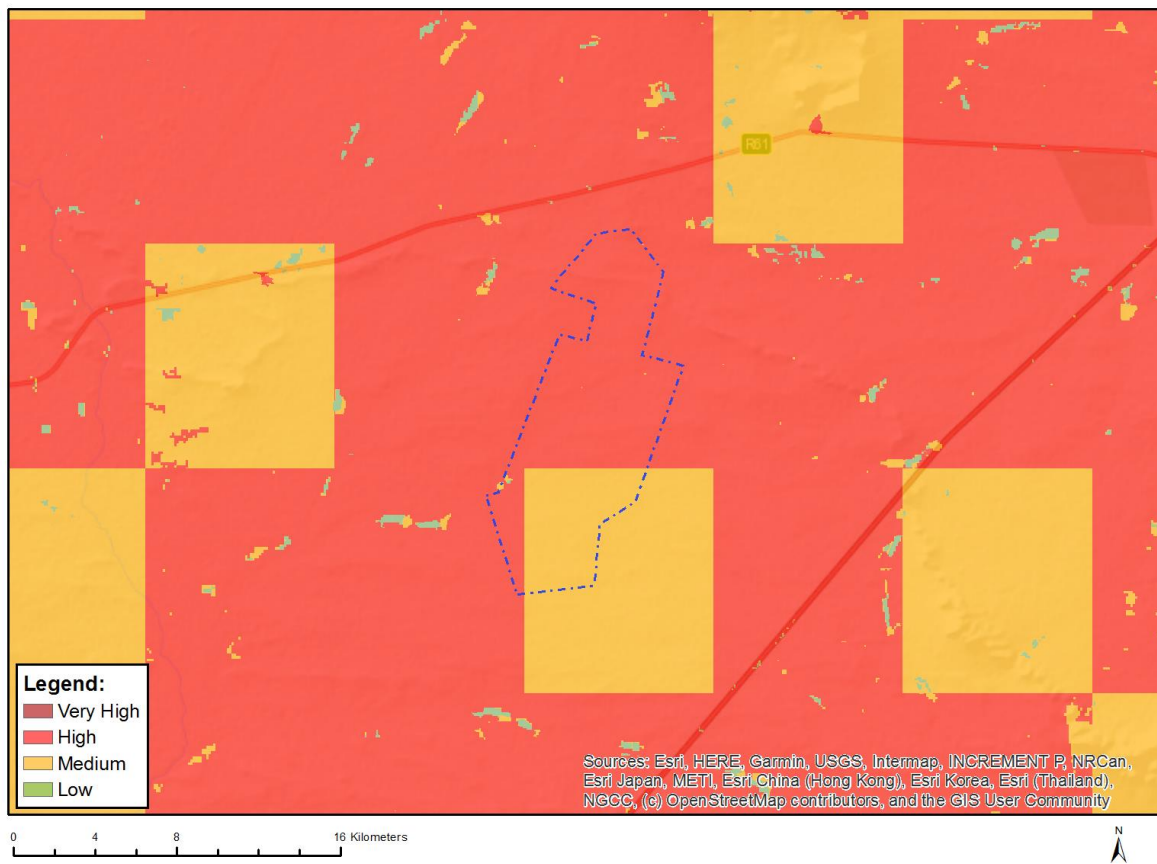 R61
Legend:
Very High
High
Medium
Low
Sources: Esri, HERE, Garmin, USGS, Intermap, INCREMENT P, NRCan,
Esri Japan, METI, Esri China (Hong Kong), Esri Korea, Esri (Thailand),
NGCC, (c) OpenStreetMap contributors, and the GIS User Community
0 4 8 16 Kilometers
N